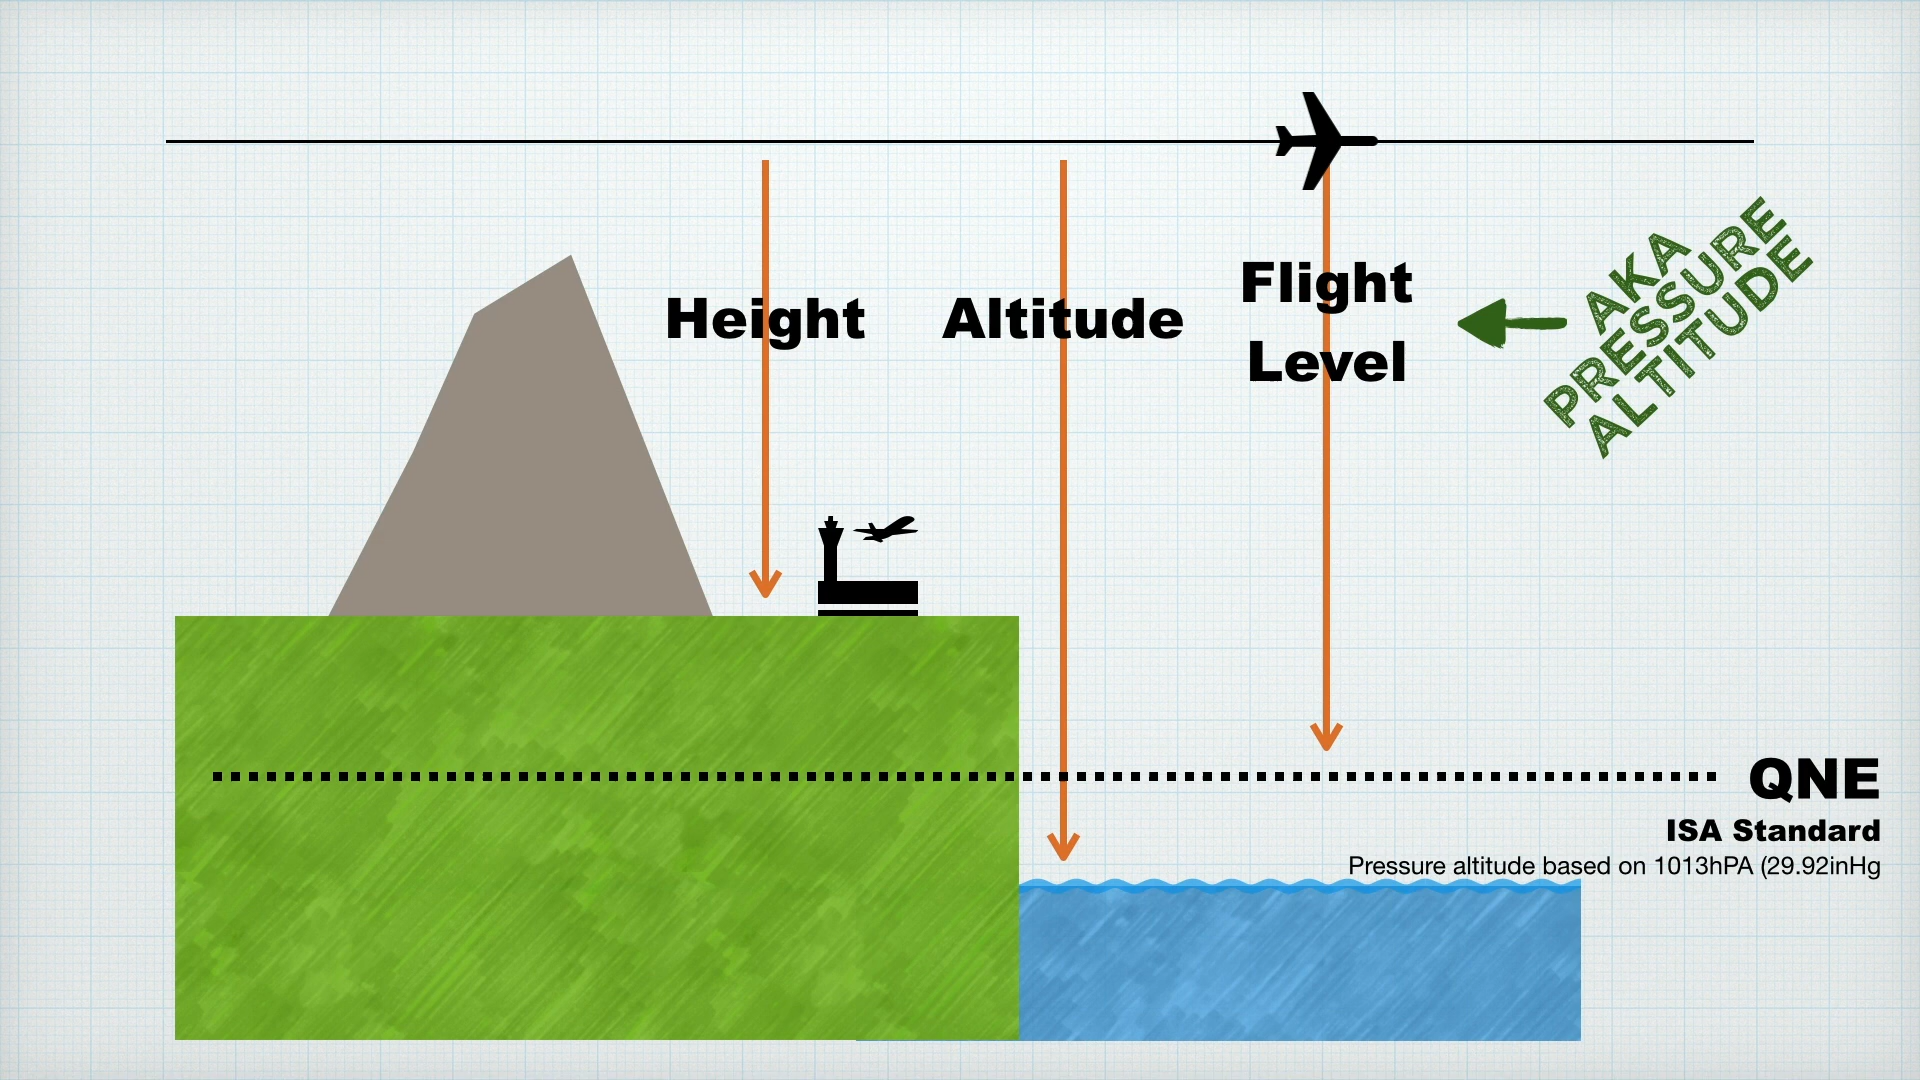 Height
Altitude
Flight
Level
AKA
PRESSURE
ALTITUDE
QNE
ISA Standard
Pressure altitude based on 1013hPA (29.92inHg